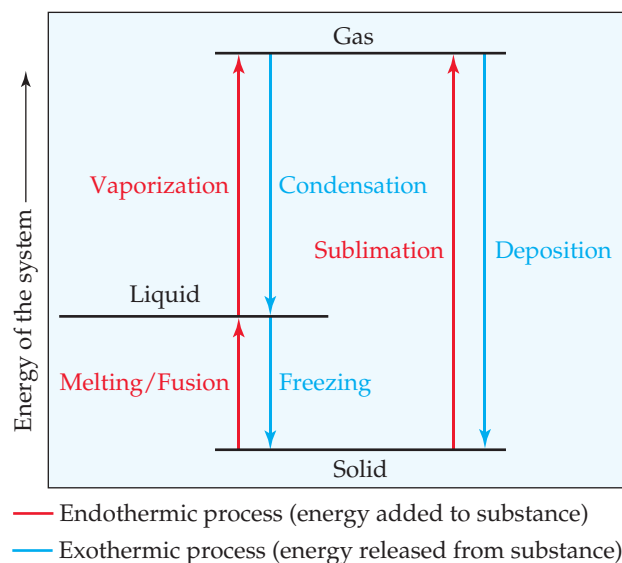 Gas
Energy of the system
Vaporization
Condensation
Sublimation
Deposition
Liquid
Melting/Fusion
Freezing
Solid
Endothermic process (energy added to substance)
Exothermic process (energy released from substance)